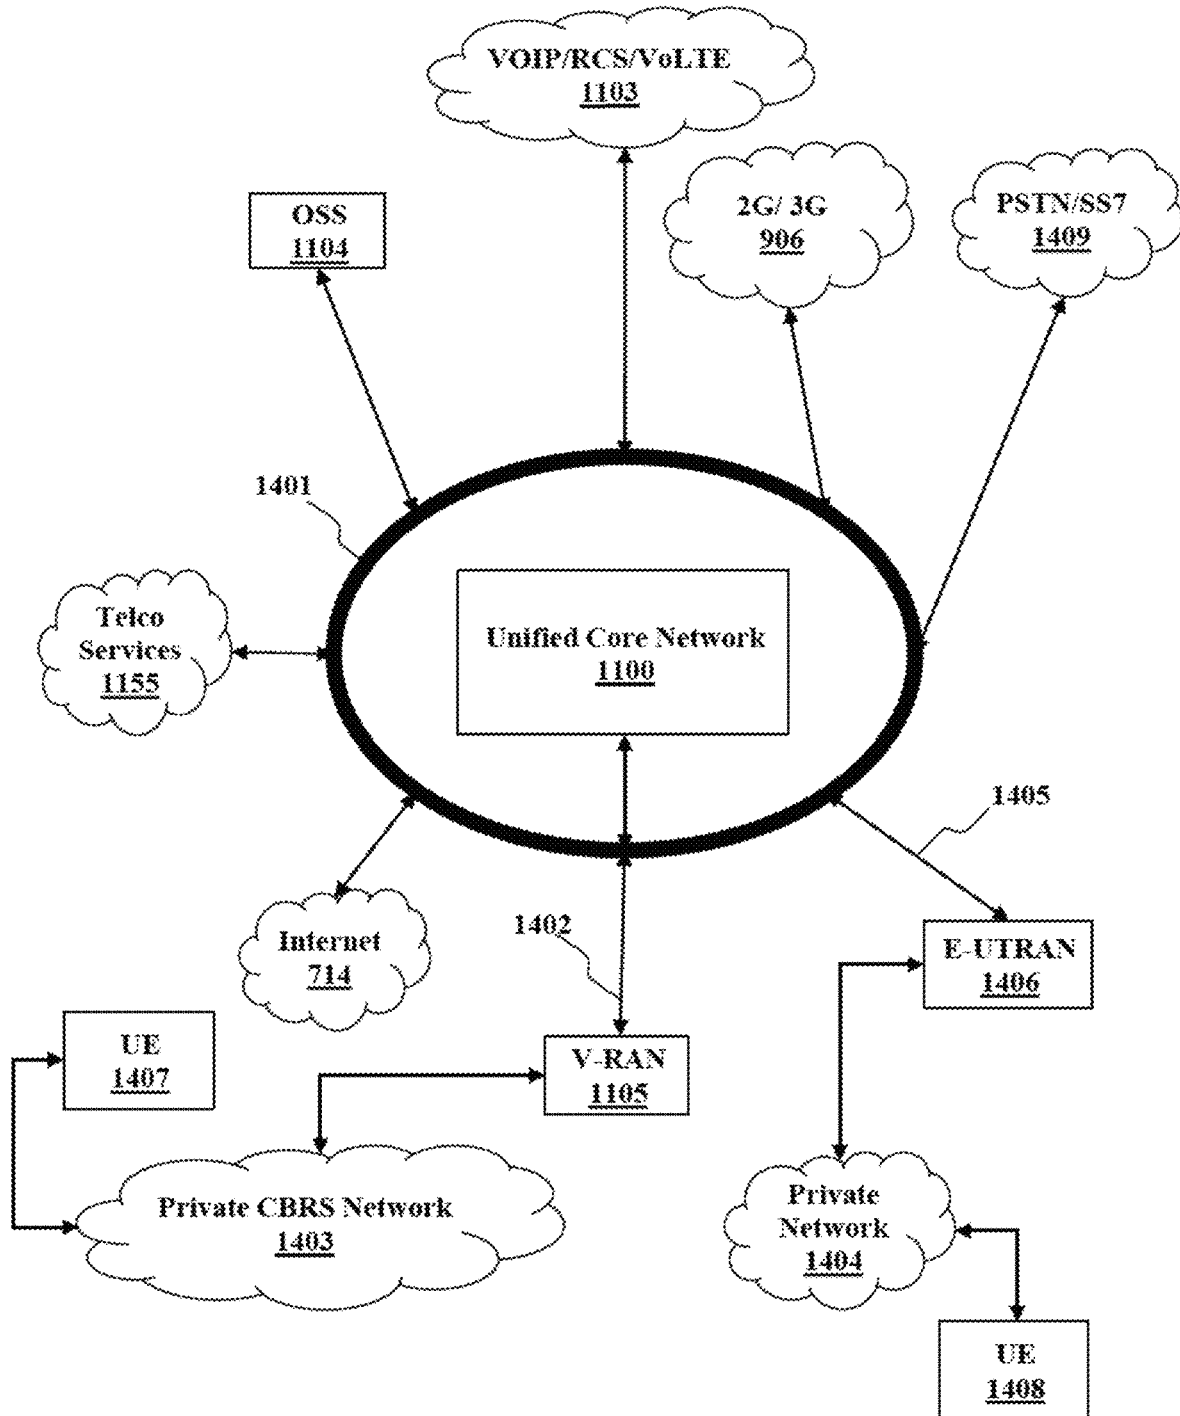 VOIP/RCS/VoLTE
1103
OSS
1104
2G/ 3G
906
PSTN/SS7
1409
1401
Telco
Services
1155
Unified Core Network
1100
1405
1402
Internet
714
E-UTRAN
1406
UE
1407
V-RAN
1105
Private CBRS Network
1403
Private
Network
1404
UE
1408